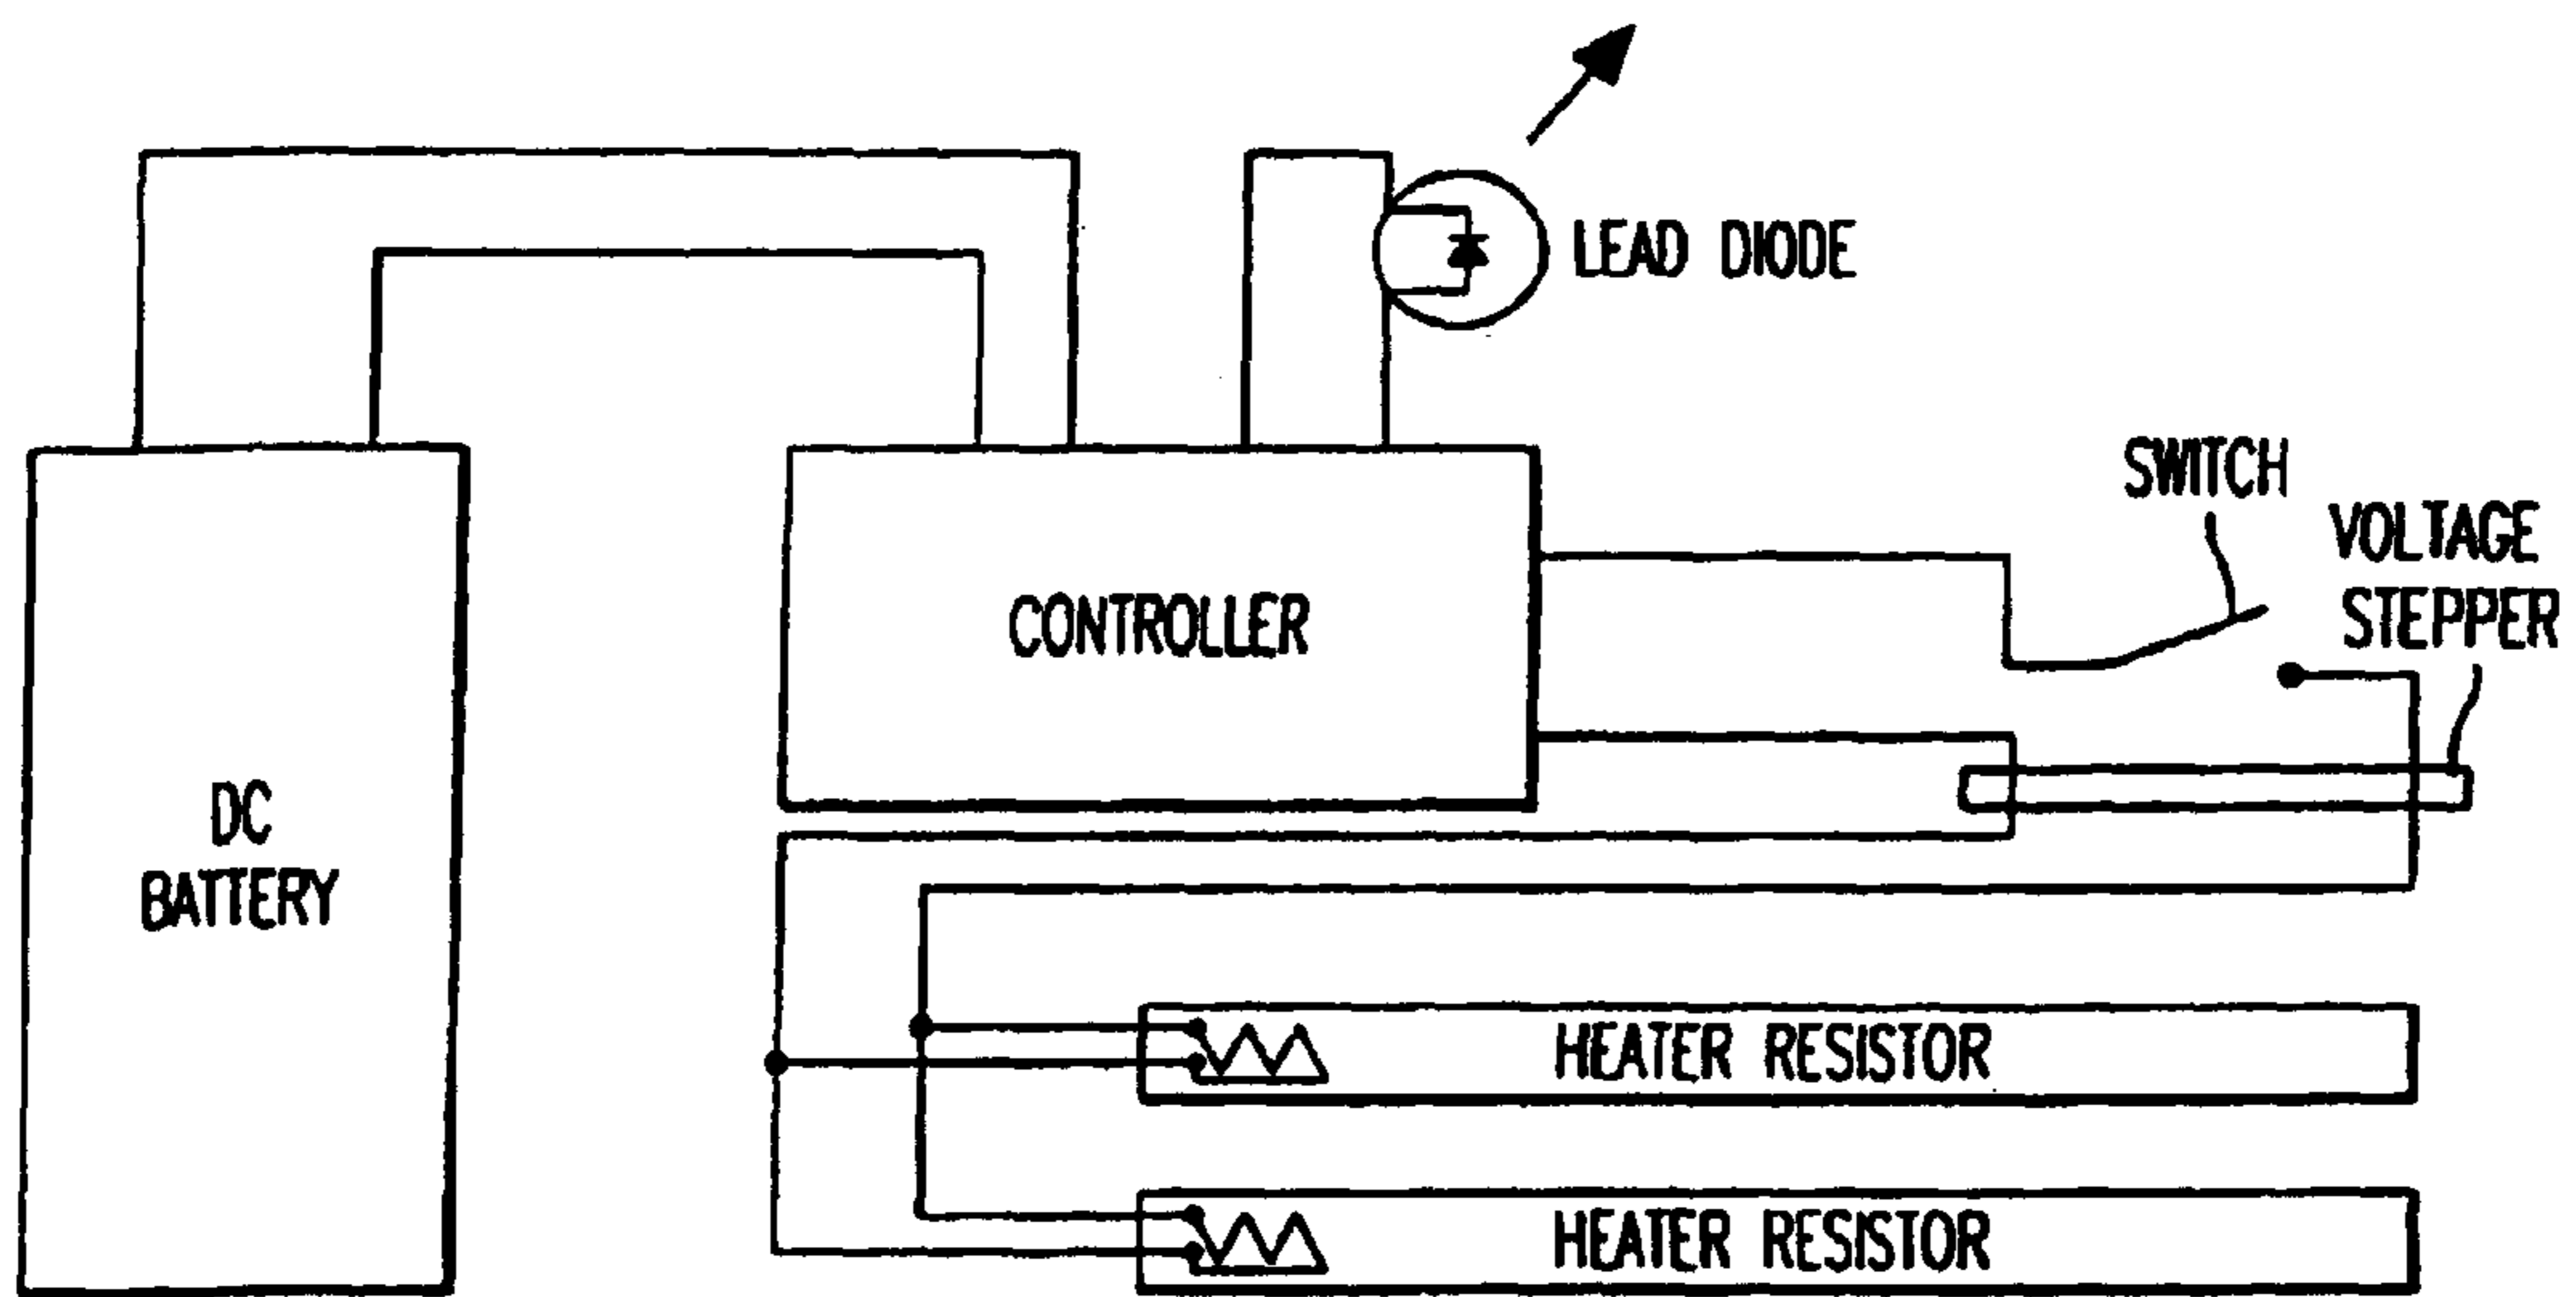 LEAD DIODE
SWITCH
VOLTAGE
STEPPER
CONTROLLER
DC
BATTERY
HEATER RESISTOR
HEATER RESISTOR